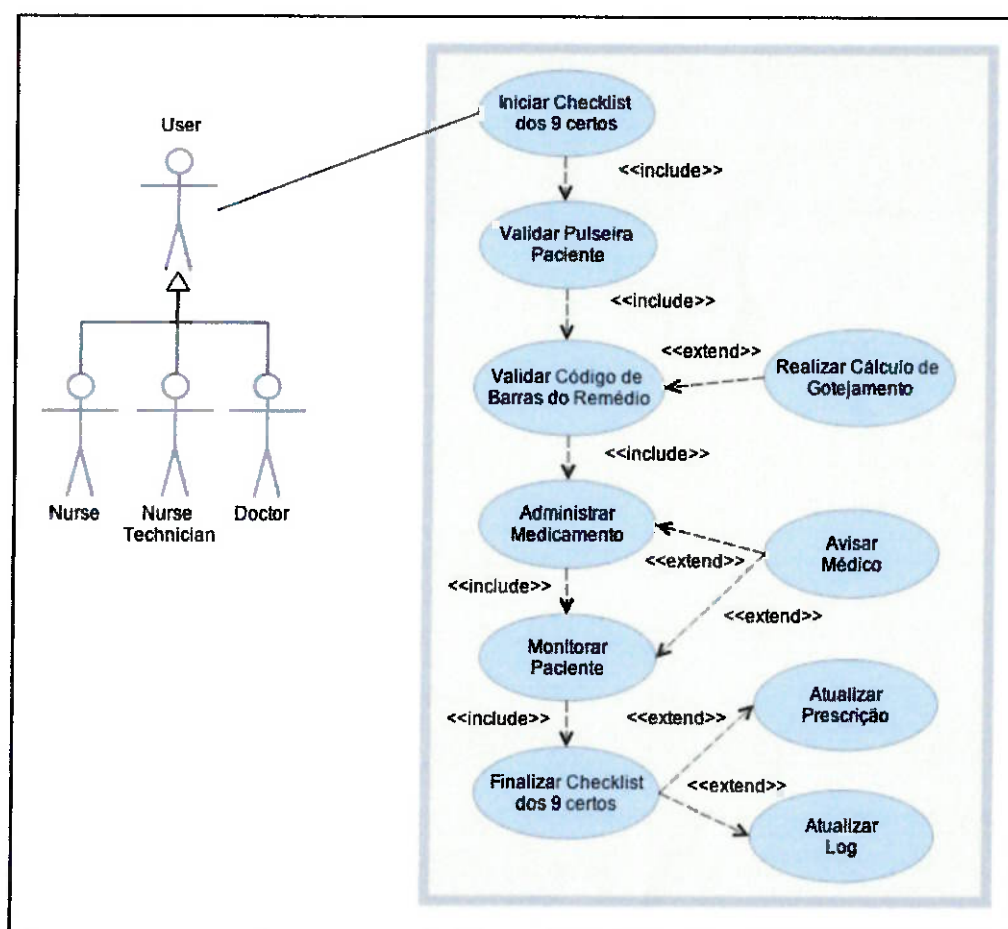 User
Nurse
Nurse
Technician
Doctor
Iniciar Checklist
dos 9 certos
<<include>>
Validar Pulseira
Paciente
<<include>>
Validar Código de
Barras do Remédio
<<extend>>
Realizar Cálculo de
Gotejamento
<<include>>
Administrar
Medicamento
<<extend>>
Avisar
Médico
<<include>>
<<extend>>
Monitorar
Paciente
<<include>>
<<extend>>
Atualizar
Prescrição
Finalizar Checklist
dos 9 certos
<<extend>>
Atualizar
Log